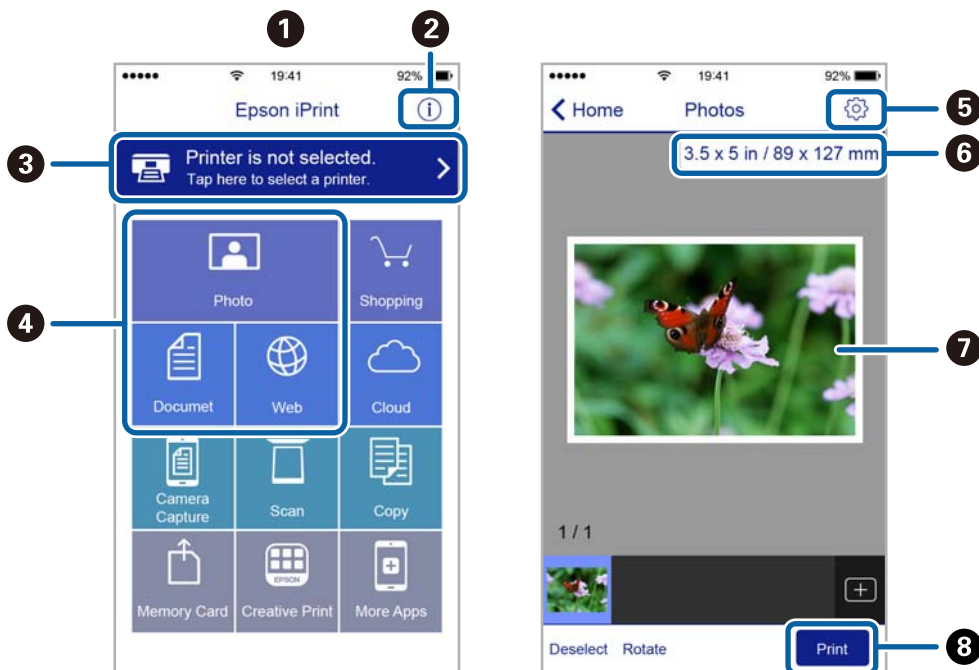 1
2
19:41 92%
Epson iPrint
3
Printer is not selected.
Tap here to select a printer.
4
Photo
Shopping
Documet
Web
Cloud
Camera
Capture
Scan
Copy
EPSON
Memory Card
Creative Print
More Apps
19:41 92%
Home Photos
5
3.5 x 5 in / 89 x 127 mm
6
7
1 / 1
Deselect Rotate Print
8